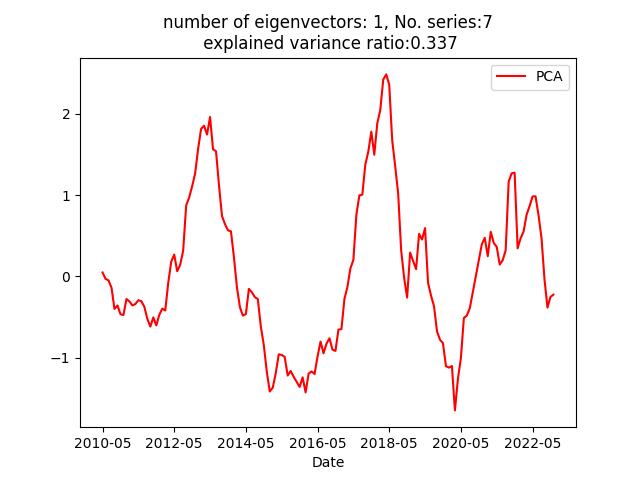 number of eigenvectors: 1, No. series:7
explained variance ratio:0.337
PCA
2
1
0
−1
2010-05 2012-05 2014-05 2016-05 2018-05 2020-05 2022-05
Date